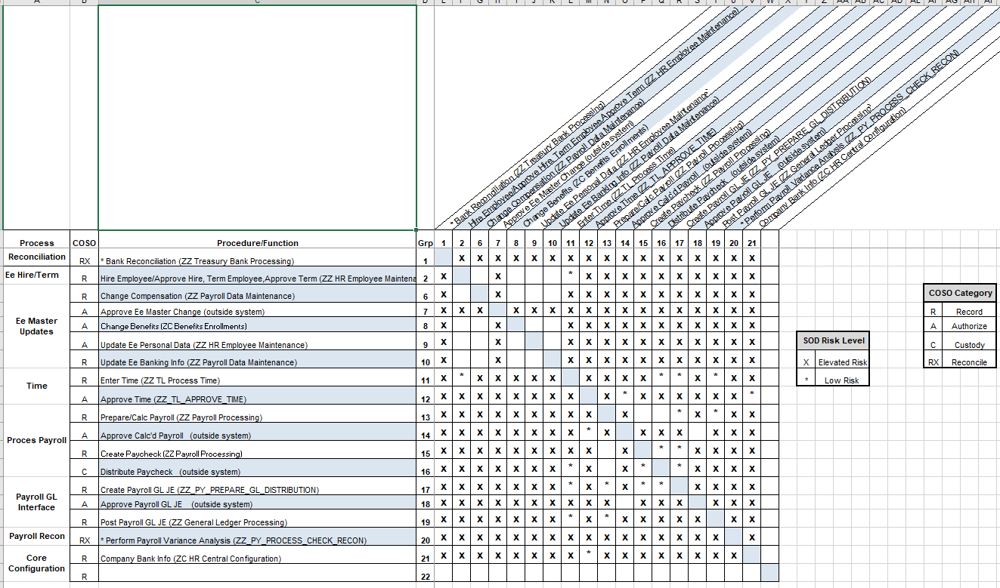 * Bank Reconciliation (ZZ Treasury Bank Processing)
Hire Employee/Approve Hire, Term Employee,Approve Term (ZZ HR Employee Maintenance)
Change Compensation (ZZ Payroll Data Maintenance)
Approve Ee Master Change (outside system)
Change Benefits (ZC Benefits Enrollments)
Update Ee Personal Data (ZZ HR Employee Maintenance)
Update Ee Banking Info (ZZ Payroll Data Maintenance)
Enter Time (ZZ TL Process Time)
Approve Time (ZZ_TL_APPROVE_TIME)
Prepare/Calc Payroll (ZZ Payroll Processing)
Approve Calc'd Payroll (outside system)
Create Paycheck (ZZ Payroll Processing)
Distribute Paycheck (outside system)
Create Payroll GL JE (ZZ_PY_PREPARE_GL_DISTRIBUTION)
Approve Payroll GL JE (outside system)
Post Payroll GL JE (ZZ General Ledger Processing)
* Perform Payroll Variance Analysis (ZZ_PY_PROCESS_CHECK_RECON)
Company Bank Info (ZC HR Central Configuration)
Process COSO Procedure/Function Grp 1 2 6 7 8 9 10 11 12 13 14 15 16 17 18 19 20 21
Reconciliation RX * Bank Reconciliation (ZZ Treasury Bank Processing) 1 X X X X X X X X X X X X X X X X X
Ee Hire/Term R Hire Employee/Approve Hire, Term Employee,Approve Term (ZZ HR Employee Maintena 2 X X * X X X X X X X X X X
R Change Compensation (ZZ Payroll Data Maintenance) 6 X X X X X X X X X X X X X
A Approve Ee Master Change (outside system) 7 X X X X X X X X X X X X X X X X X
Ee Master
Updates
A Change Benefits (ZC Benefits Enrollments) 8 X X X X X X X X X X X X X
A Update Ee Personal Data (ZZ HR Employee Maintenance) 9 X X X X X X X X X X X X X
R Update Ee Banking Info (ZZ Payroll Data Maintenance) 10 X X X X X X X X X X X X X
Time
R Enter Time (ZZ TL Process Time) 11 X * X X X X X X X X X * * X * X X
A Approve Time (ZZ_TL_APPROVE_TIME) 12 X X X X X X X X X * X X X X X X *
R Prepare/Calc Payroll (ZZ Payroll Processing) 13 X X X X X X X X X X * X * X X
Proces Payroll
A Approve Calc'd Payroll (outside system) 14 X X X X X X X X * X X X X X X X
R Create Paycheck (ZZ Payroll Processing) 15 X X X X X X X X X X * * X X X X
C Distribute Paycheck (outside system) 16 X X X X X X X * X X * * X X X X
R Create Payroll GL JE (ZZ_PY_PREPARE_GL_DISTRIBUTION) 17 X X X X X X X * X * X * * X X X X
Payroll GL
Interface
A Approve Payroll GL JE (outside system) 18 X X X X X X X X X X X X X X X
R Post Payroll GL JE (ZZ General Ledger Processing) 19 X X X X X X X * X * X X X X X X X
Payroll Recon RX * Perform Payroll Variance Analysis (ZZ_PY_PROCESS_CHECK_RECON) 20 X X X X X X X X X X X X X X X X X
Core
Configuration
R Company Bank Info (ZC HR Central Configuration) 21 X X X X X X X X * X X X X X X X X
R 22
SOD Risk Level
X Elevated Risk
* Low Risk
COSO Category
R Record
A Authorize
C Custody
RX Reconcile